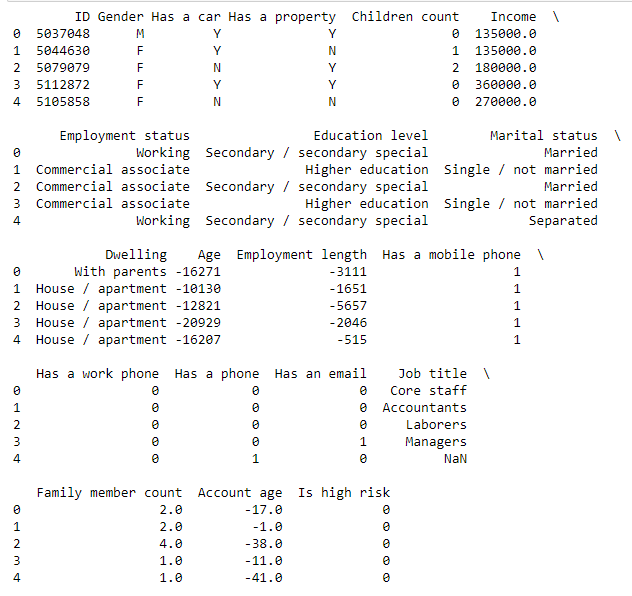 ID Gender Has a car Has a property Children count Income \
0 5037048 M Y Y 0 135000.0
1 5044630 F Y N 1 135000.0
2 5079079 F N Y 2 180000.0
3 5112872 F Y Y 0 360000.0
4 5105858 F N N 0 270000.0
Employment status Education level Marital status \
0 Working Secondary / secondary special Married
1 Commercial associate Higher education Single / not married
2 Commercial associate Secondary / secondary special Married
3 Commercial associate Higher education Single / not married
4 Working Secondary / secondary special Separated
Dwelling Age Employment length Has a mobile phone \
0 With parents -16271 -3111 1
1 House / apartment -10130 -1651 1
2 House / apartment -12821 -5657 1
3 House / apartment -20929 -2046 1
4 House / apartment -16207 -515 1
Has a work phone Has a phone Has an email Job title \
0 0 0 0 Core staff
1 0 0 0 Accountants
2 0 0 0 Laborers
3 0 0 1 Managers
4 0 1 0 NaN
Family member count Account age Is high risk
0 2.0 -17.0 0
1 2.0 -1.0 0
2 4.0 -38.0 0
3 1.0 -11.0 0
4 1.0 -41.0 0